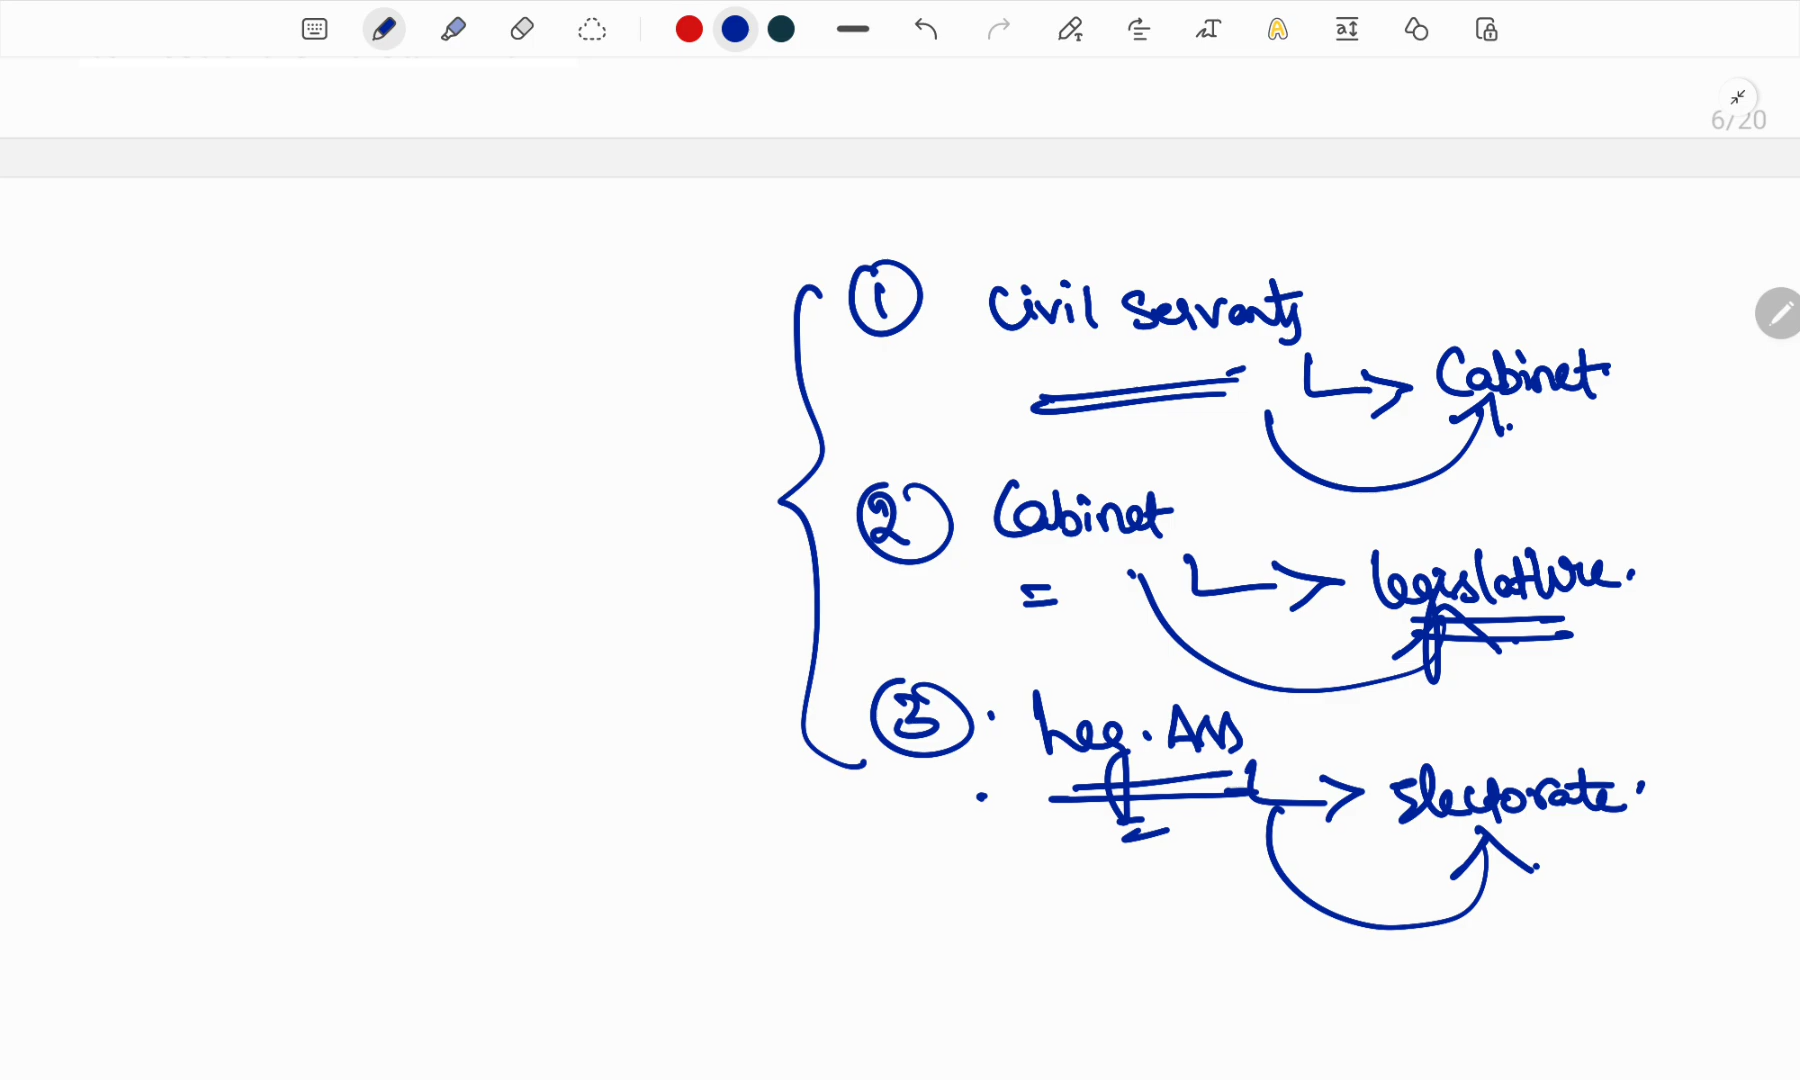 6/20
① Civil Servants
↳ Cabinet
② Cabinet
↳ legislature.
③ . Leg. Ass
↳ electorate.